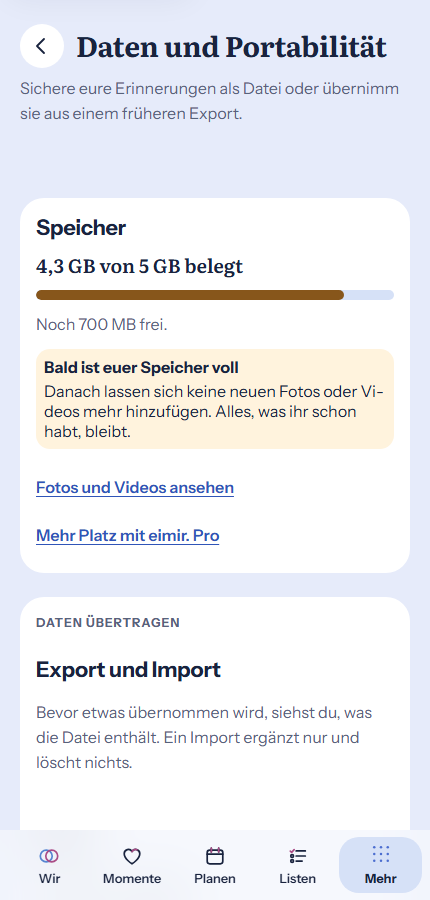 Daten und Portabilität
Sichere eure Erinnerungen als Datei oder übernimm
sie aus einem früheren Export.
Speicher
4,3 GB von 5 GB belegt
Noch 700 MB frei.
Bald ist euer Speicher voll
Danach lassen sich keine neuen Fotos oder Vi-
deos mehr hinzufügen. Alles, was ihr schon
habt, bleibt.
Fotos und Videos ansehen
Mehr Platz mit eimir. Pro
DATEN ÜBERTRAGEN
Export und Import
Bevor etwas übernommen wird, siehst du, was
die Datei enthält. Ein Import ergänzt nur und
löscht nichts.
Wir
Momente
Planen
Listen
Mehr